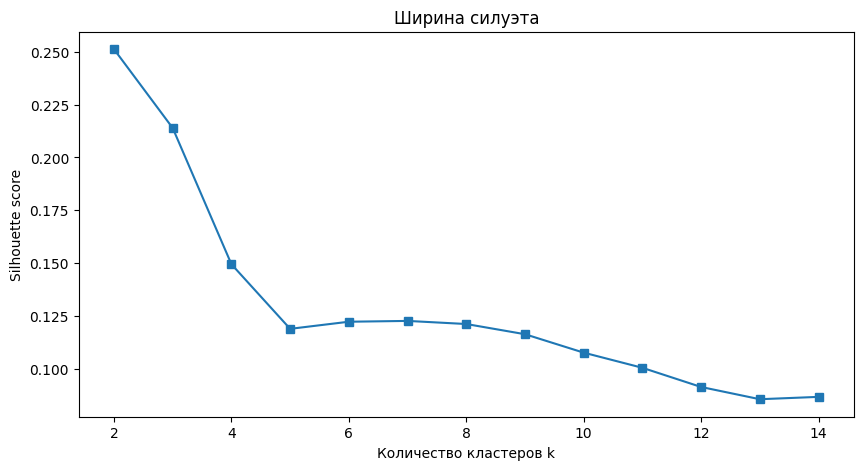 Ширина силуэта
0.250
0.225
0.200
0.175
0.150
0.125
0.100
Silhouette score
2 4 6 8 10 12 14
Количество кластеров k